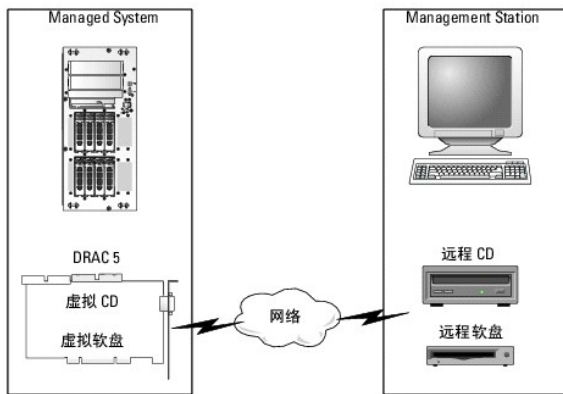 Managed System
Management Station
DRAC 5
虚拟 CD
虚拟软盘
网络
远程 CD
远程软盘